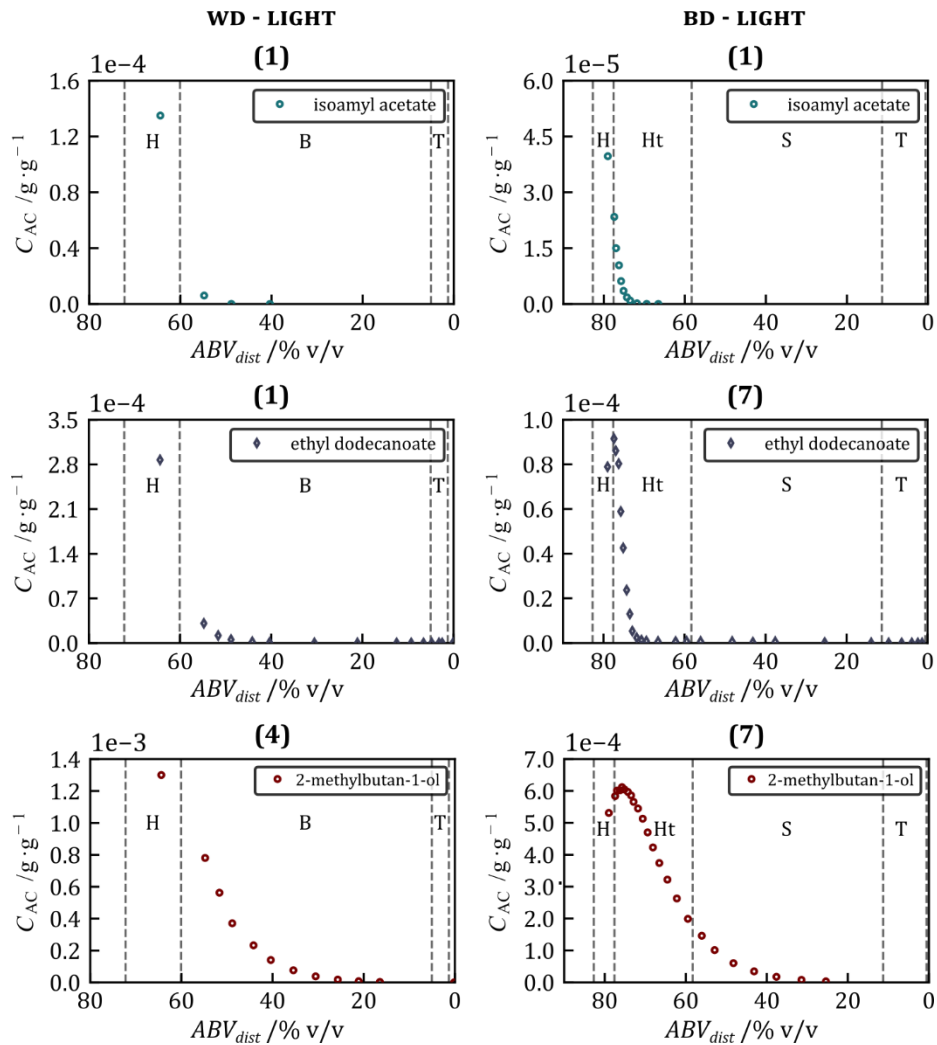 WD - LIGHT
BD - LIGHT
(1)
1e−4
isoamyl acetate
1.6
1.2
0.8
0.4
0.0
H
B
T
C_AC /g·g⁻¹
80 60 40 20 0
ABV_dist /% v/v
(1)
1e−5
isoamyl acetate
6.0
4.5
3.0
1.5
0.0
H
Ht
S
T
C_AC /g·g⁻¹
80 60 40 20 0
ABV_dist /% v/v
(1)
1e−4
ethyl dodecanoate
3.5
2.8
2.1
1.4
0.7
0.0
H
B
T
C_AC /g·g⁻¹
80 60 40 20 0
ABV_dist /% v/v
(7)
1e−4
ethyl dodecanoate
1.0
0.8
0.6
0.4
0.2
0.0
H
Ht
S
T
C_AC /g·g⁻¹
80 60 40 20 0
ABV_dist /% v/v
(4)
1e−3
2-methylbutan-1-ol
1.4
1.2
1.0
0.8
0.6
0.4
0.2
0.0
H
B
T
C_AC /g·g⁻¹
80 60 40 20 0
ABV_dist /% v/v
(7)
1e−4
2-methylbutan-1-ol
7.0
6.0
5.0
4.0
3.0
2.0
1.0
0.0
H
Ht
S
T
C_AC /g·g⁻¹
80 60 40 20 0
ABV_dist /% v/v